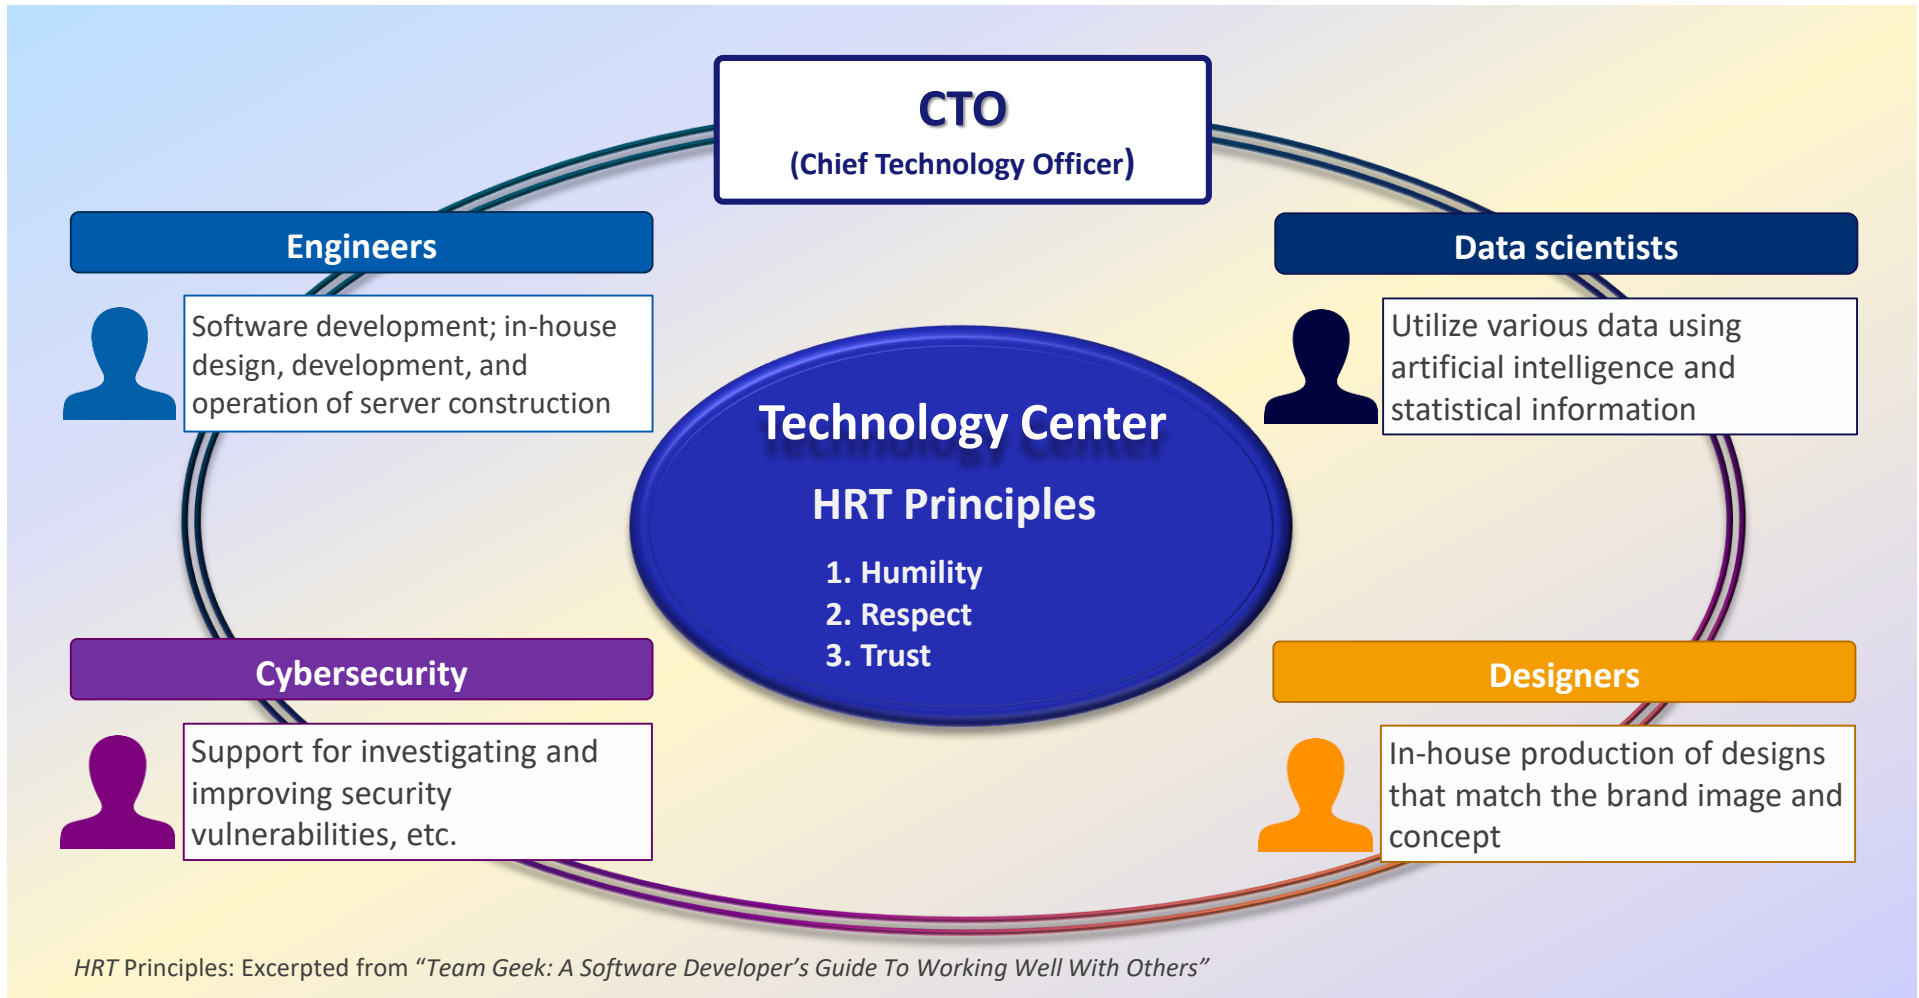 CTO
(Chief Technology Officer)
Engineers
Software development; in-house
design, development, and
operation of server construction
Data scientists
Utilize various data using
artificial intelligence and
statistical information
Technology Center
HRT Principles
1. Humility
2. Respect
3. Trust
Cybersecurity
Support for investigating and
improving security
vulnerabilities, etc.
Designers
In-house production of designs
that match the brand image and
concept
HRT Principles: Excerpted from “Team Geek: A Software Developer’s Guide To Working Well With Others”